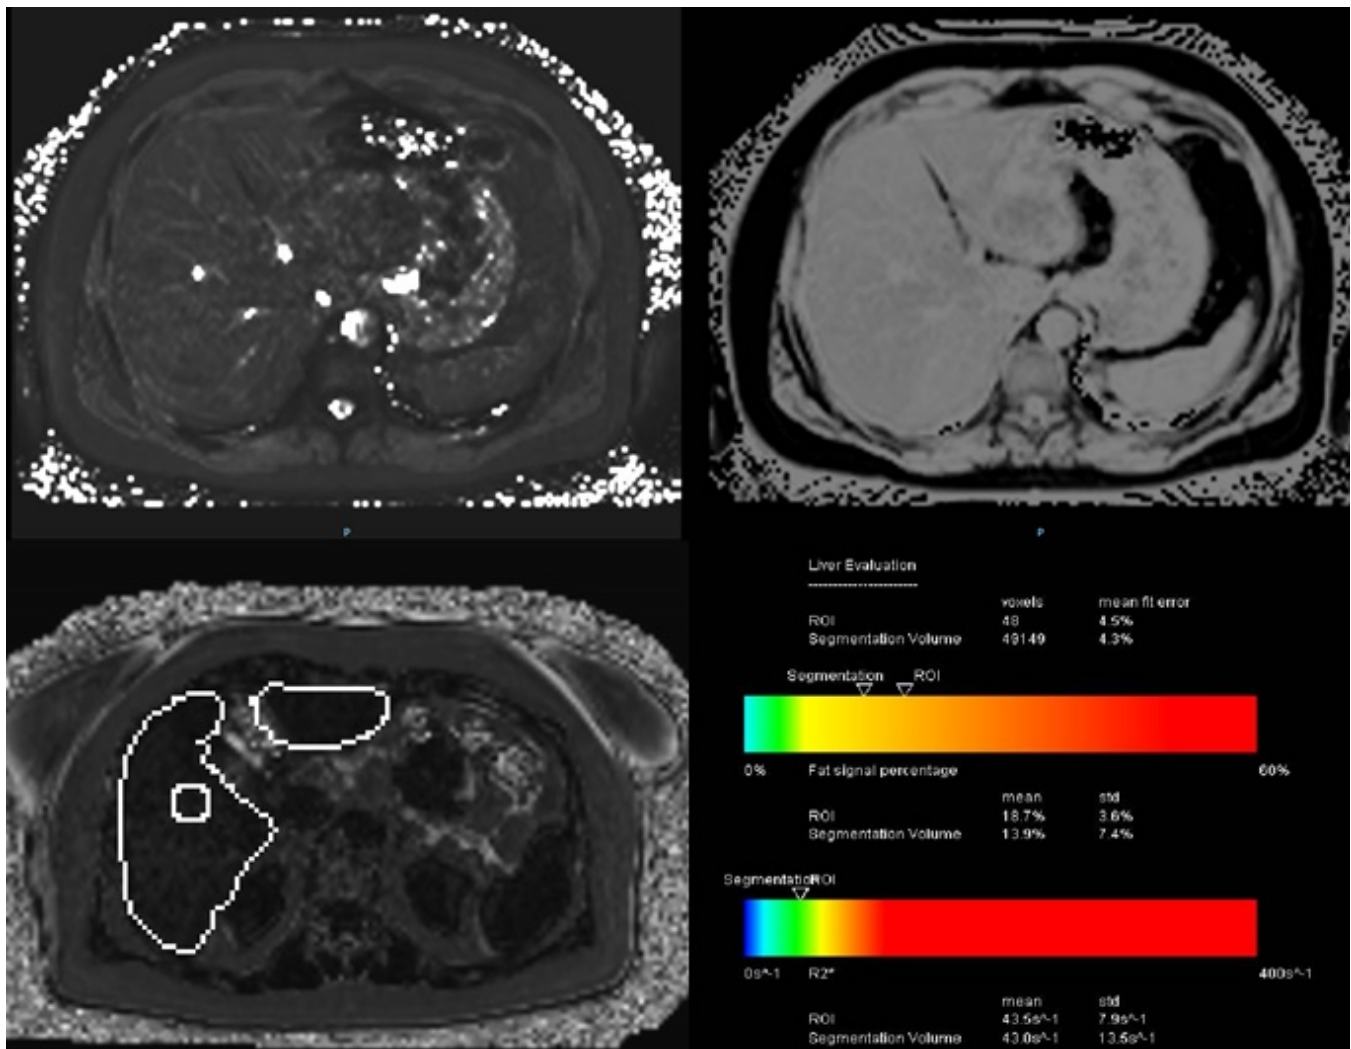 P
P
Liver Evaluation
voxels mean fit error
ROI 48 4.5%
Segmentation Volume 49149 4.3%
Segmentation ROI
0% Fat signal percentage 60%
mean std
ROI 18.7% 3.6%
Segmentation Volume 13.9% 7.4%
Segmentation ROI
0s^-1 R2* 400s^-1
mean std
ROI 43.5s^-1 7.9s^-1
Segmentation Volume 43.0s^-1 13.5s^-1